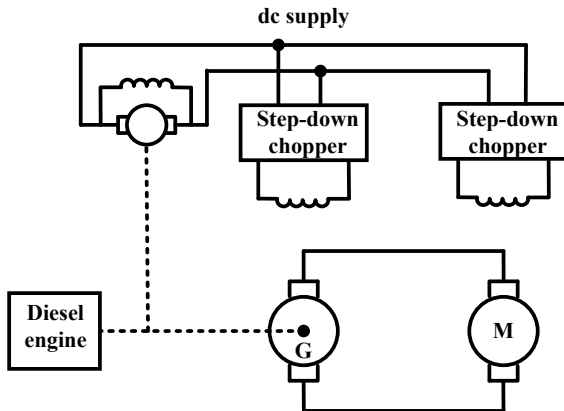 dc supply
Step-down
chopper
Step-down
chopper
Diesel
engine
G
M